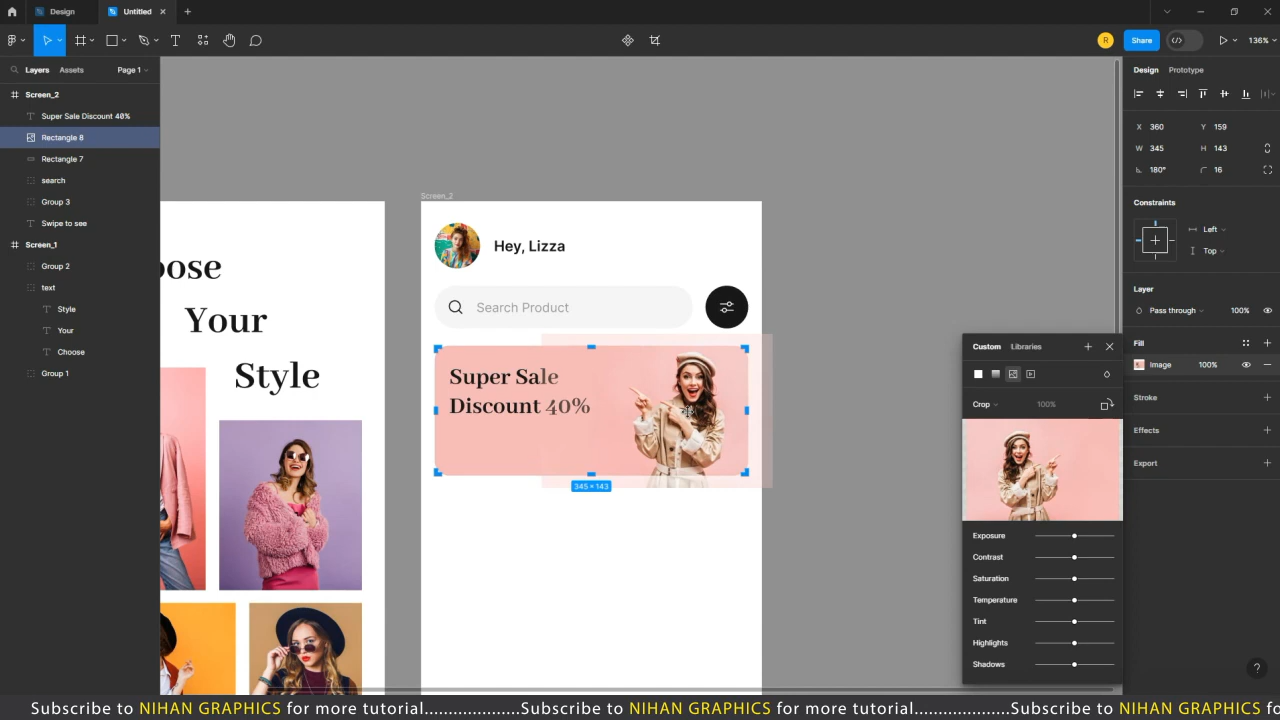 Design
Untitled
Share
136%
Layers
Assets
Page 1
Screen_2
Super Sale Discount 40%
Rectangle 8
Rectangle 7
search
Group 3
Swipe to see
Screen_1
Group 2
text
Style
Your
Choose
Group 1
oose
Your
Style
Screen_2
Hey, Lizza
Search Product
Super Sale
Discount 40%
345 × 143
Custom
Libraries
Crop
100%
Exposure
Contrast
Saturation
Temperature
Tint
Highlights
Shadows
Design
Prototype
X 360
Y 159
W 345
H 143
180°
16
Constraints
Left
Top
Layer
Pass through
100%
Fill
Image
100%
Stroke
Effects
Export
R
?
Subscribe to NIHAN GRAPHICS for more tutorial..................Subscribe to NIHAN GRAPHICS for more tutorial..................Subscribe to NIHAN GRAPHICS fo